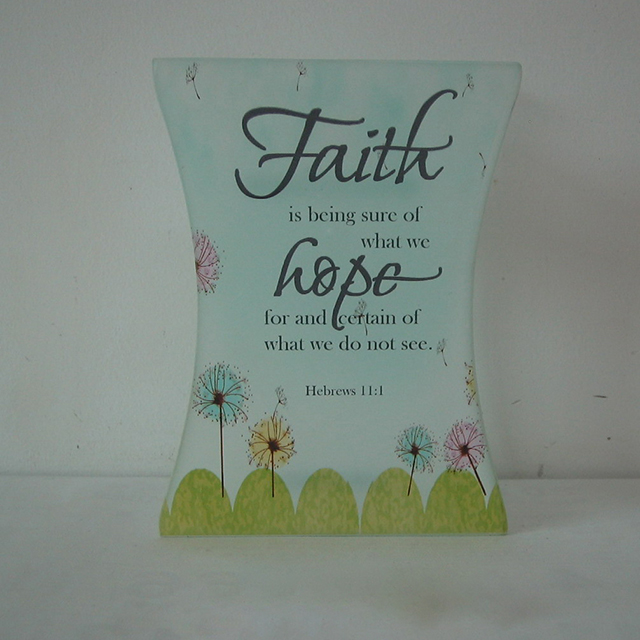 Faith
is being sure of
what we
hope
for and certain of
what we do not see.
Hebrews 11:1